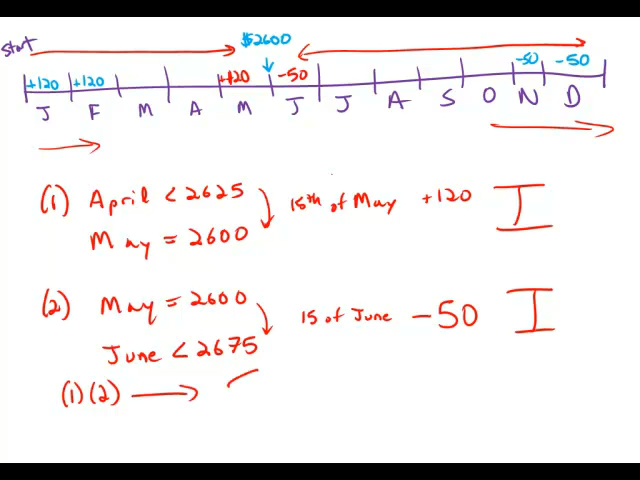 start
$2600
+120 +120 +120 -50 -50 -50
J F M A M J J A S O N D
(1) April < 2625 15th of May +120 I
May = 2600
(2) May = 2600 15 of June -50 I
June < 2675
(1)(2)